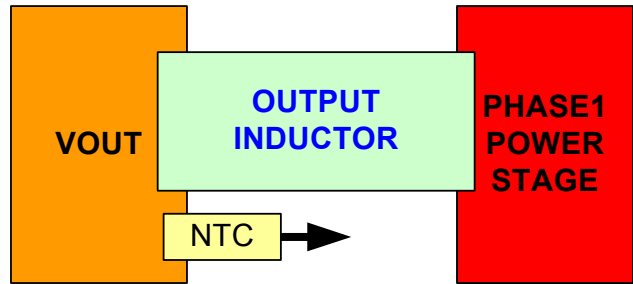 VOUT
OUTPUT
INDUCTOR
PHASE1
POWER
STAGE
NTC